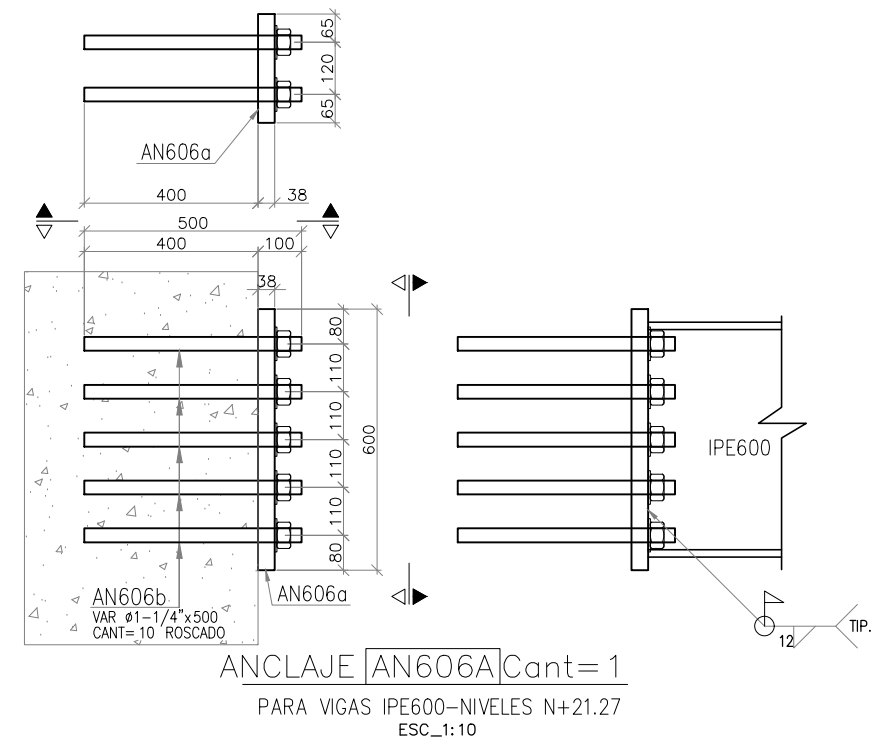 65
120
65
AN606a
400
38
500
400
100
38
80
110
110
110
110
80
600
IPE600
AN606b
VAR ø1-1/4"x500
CANT= 10 ROSCADO
AN606a
12
TIP.
ANCLAJE AN606A Cant= 1
PARA VIGAS IPE600-NIVELES N+21.27
ESC_1:10